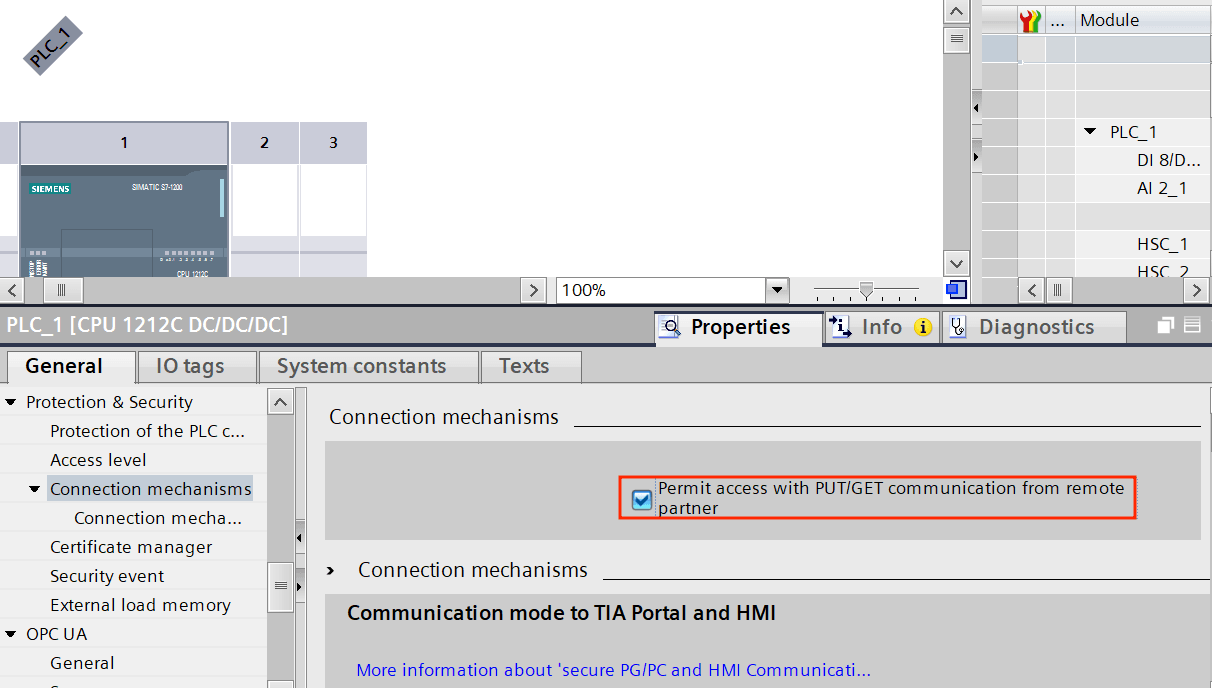 PLC_1
... Module
1 2 3
SIEMENS SIMATIC S7-1200
PLC_1
DI 8/D...
AI 2_1
HSC_1
HSC_2
CPU 1212C
100%
PLC_1 [CPU 1212C DC/DC/DC]
Properties Info Diagnostics
General IO tags System constants Texts
Protection & Security
Protection of the PLC c...
Access level
Connection mechanisms
Connection mecha...
Certificate manager
Security event
External load memory
OPC UA
General
Connection mechanisms
Permit access with PUT/GET communication from remote
partner
Connection mechanisms
Communication mode to TIA Portal and HMI
More information about 'secure PG/PC and HMI Communicati...